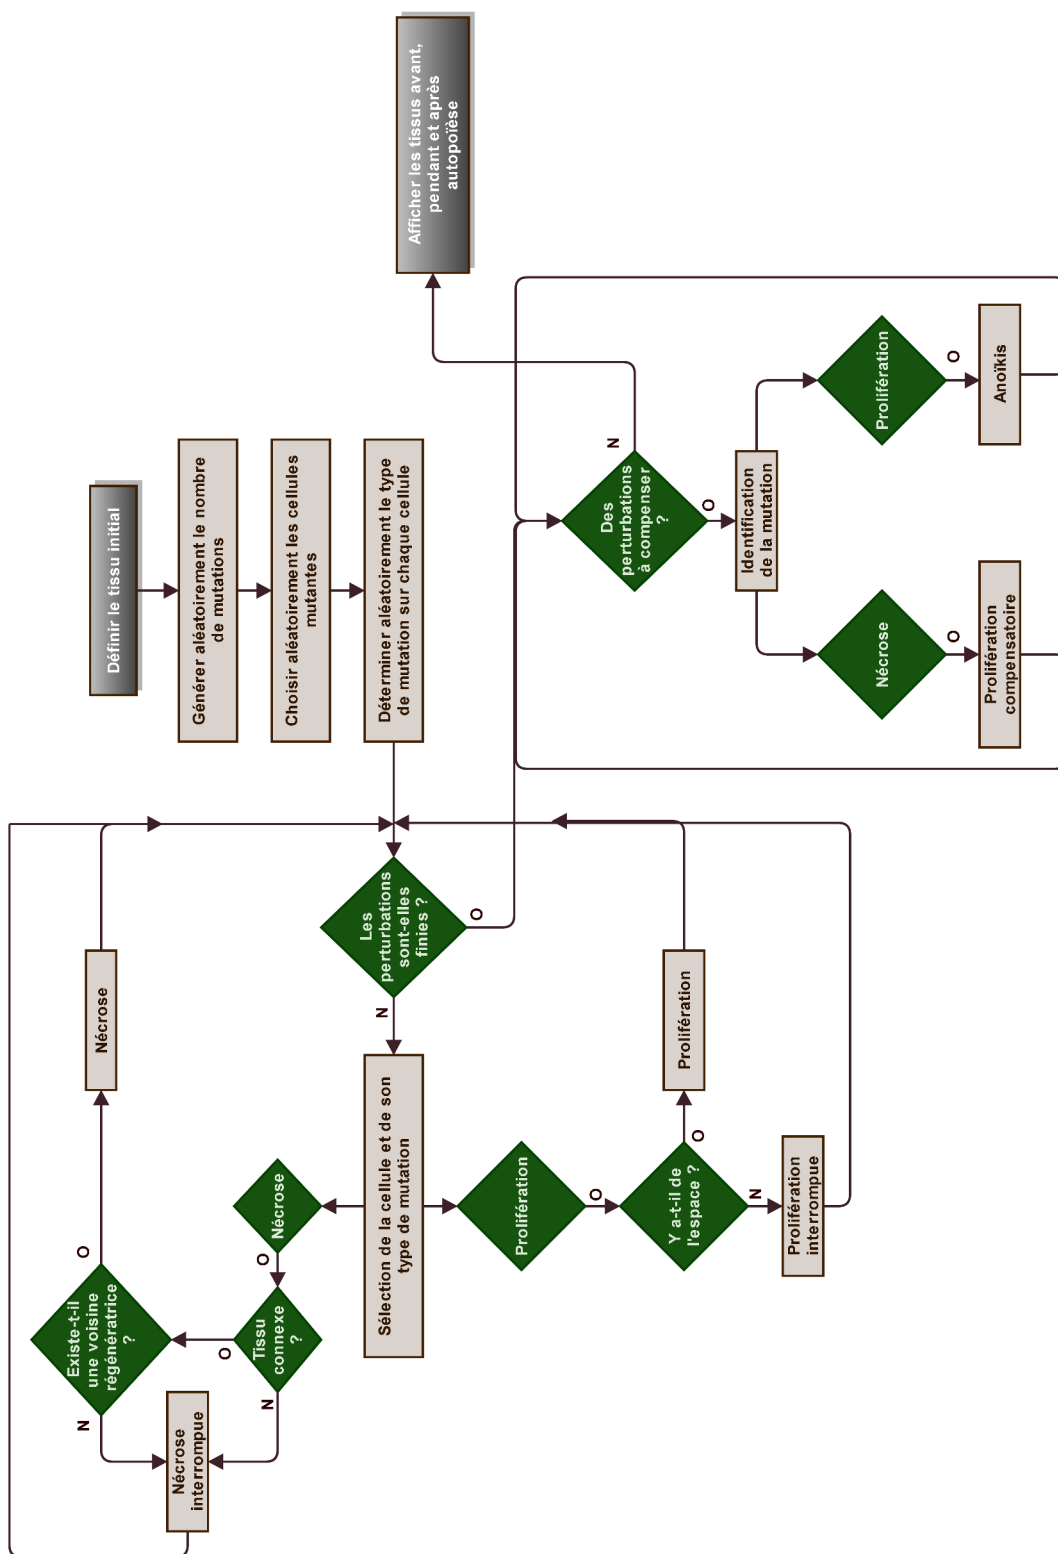 Définir le tissu initial
Générer aléatoirement le nombre
de mutations
Choisir aléatoirement les cellules
mutantes
Détermine aléatoirement le type
de mutation sur chaque cellule
Les
perturbations
sont-elles
finies ?
N
O
Sélection de la cellule et de son
type de mutation
Nécrose
O
Tissu
connexe
?
O
N
Existe-t-il
une voisine
régénératrice
?
O
N
Nécrose
Nécrose
interrompue
Prolifération
O
Y a-t-il de
l'espace ?
O
N
Prolifération
Prolifération
interrompue
Des
perturbations
à compenser
?
N
O
Afficher les tissus avant,
pendant et après
autopoïèse
Identification
de la mutation
Nécrose
O
Prolifération
compensatoire
Prolifération
O
Anoïkis